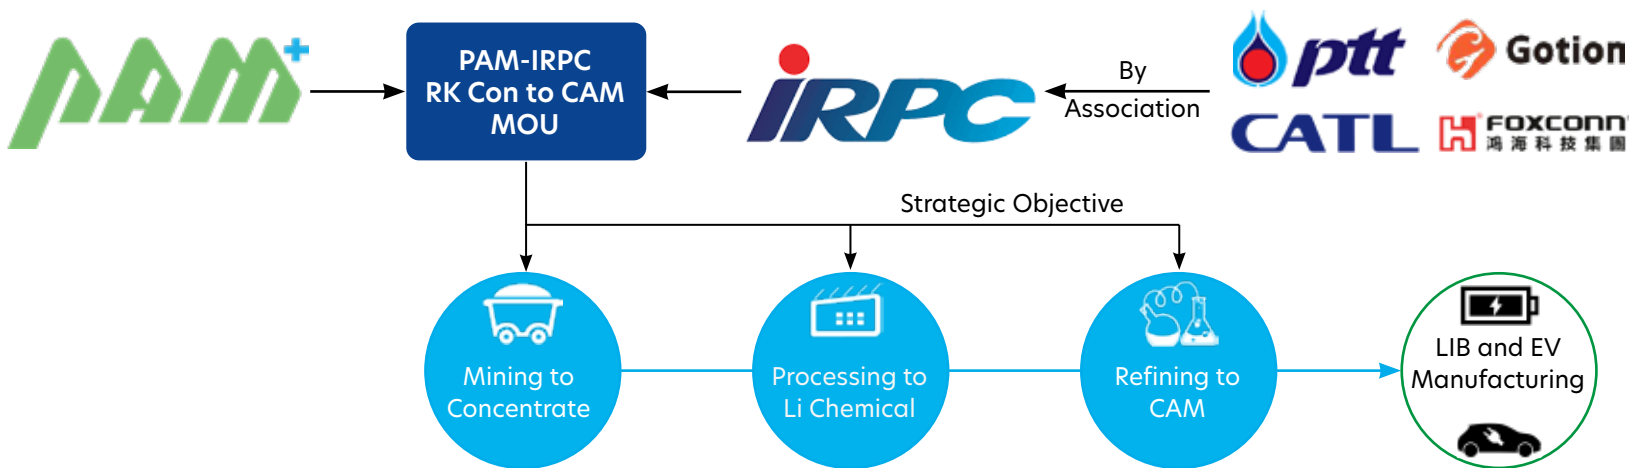 PAM+
PAM-IRPC
RK Con to CAM
MOU
iRPC
By
Association
ptt
Gotion
CATL
FOXCONN
鴻海科技集團
Strategic Objective
Mining to
Concentrate
Processing to
Li Chemical
Refining to
CAM
LIB and EV
Manufacturing